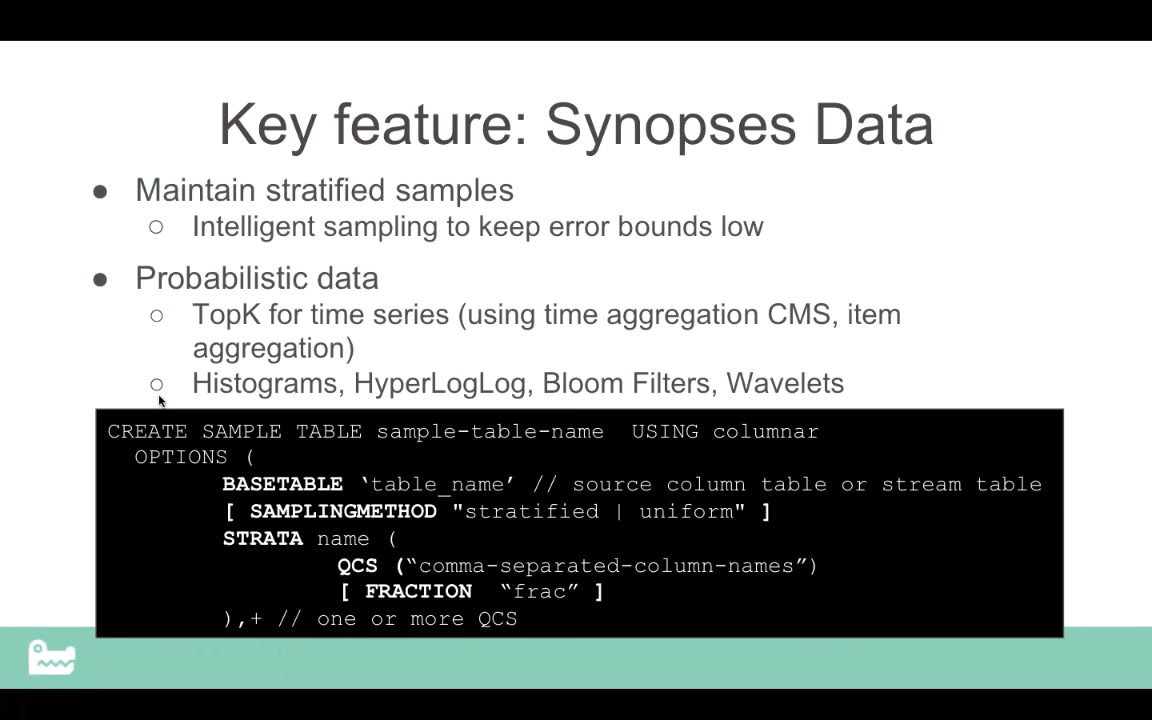 Key feature: Synopses Data
● Maintain stratified samples
○ Intelligent sampling to keep error bounds low
● Probabilistic data
○ TopK for time series (using time aggregation CMS, item
aggregation)
○ Histograms, HyperLogLog, Bloom Filters, Wavelets
CREATE SAMPLE TABLE sample-table-name USING columnar
OPTIONS (
BASETABLE ‘table_name’ // source column table or stream table
[ SAMPLINGMETHOD "stratified | uniform" ]
STRATA name (
QCS (“comma-separated-column-names”)
[ FRACTION “frac” ]
),+ // one or more QCS